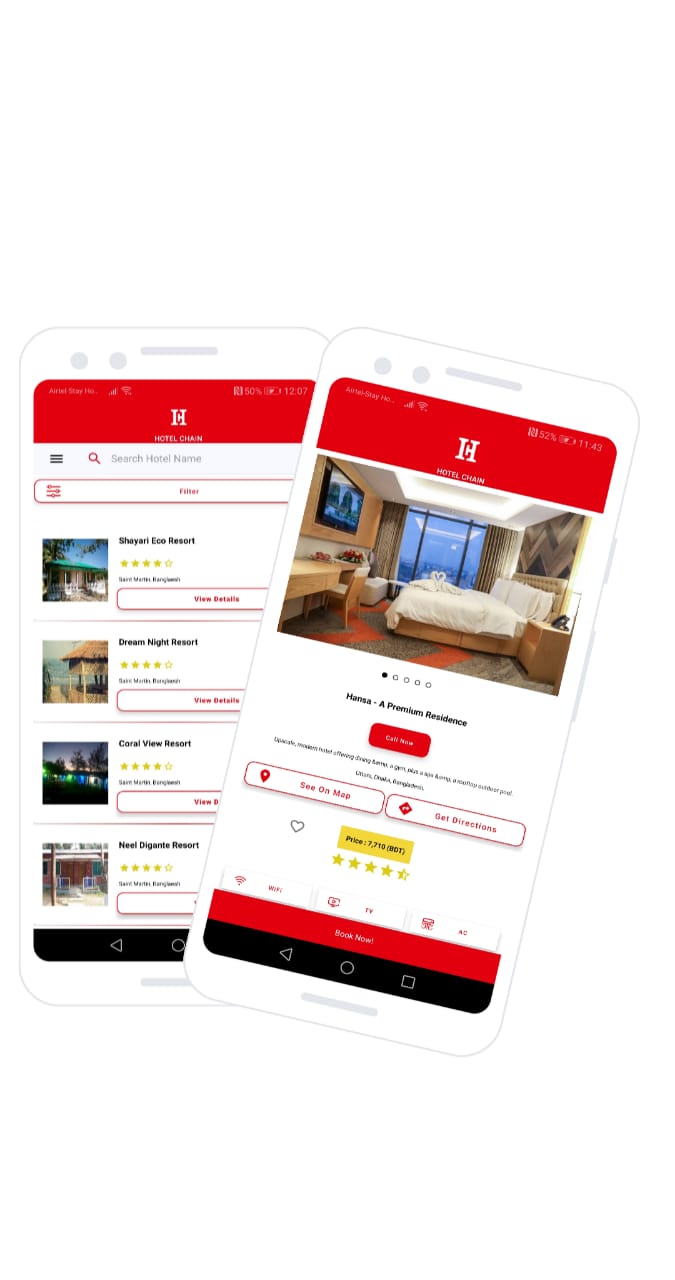 Airtel-Stay Ho..
50%
12:07
HOTEL CHAIN
Search Hotel Name
Filter
Shayari Eco Resort
Saint Martin, Bangladesh
View Details
Dream Night Resort
Saint Martin, Bangladesh
View Details
Coral View Resort
Saint Martin, Bangladesh
View D
Neel Digante Resort
Saint Martin, Bangladesh
Airtel-Stay Ho...
52%
11:43
HOTEL CHAIN
Hansa - A Premium Residence
Call Now
Upscale, modern hotel offering dining &amp; a gym, plus a spa &amp; a rooftop outdoor pool.
Uttara, Dhaka, Bangladesh.
See On Map
Get Directions
Price : 7,710 (BDT)
WiFi
TV
AC
Book Now!